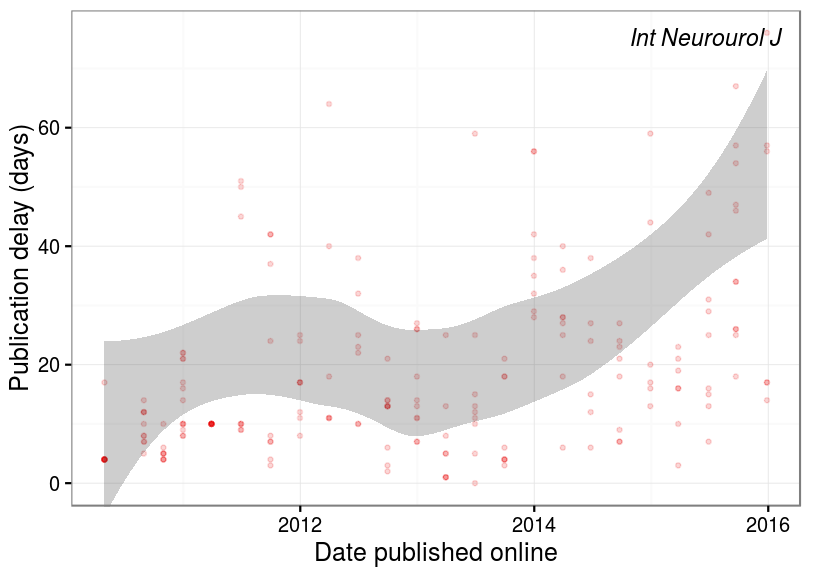 Int Neurourol J
Publication delay (days)
60
40
20
0
2012
2014
2016
Date published online